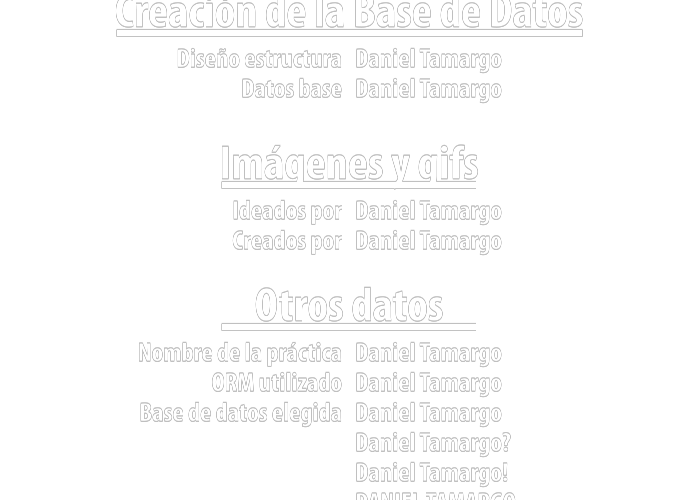 Creación de la Base de Datos
Diseño estructura Daniel Tamargo
Datos base Daniel Tamargo
Imágenes y gifs
Ideados por Daniel Tamargo
Creados por Daniel Tamargo
Otros datos
Nombre de la práctica Daniel Tamargo
ORM utilizado Daniel Tamargo
Base de datos elegida Daniel Tamargo
Daniel Tamargo?
Daniel Tamargo!
DANIEL TAMARGO